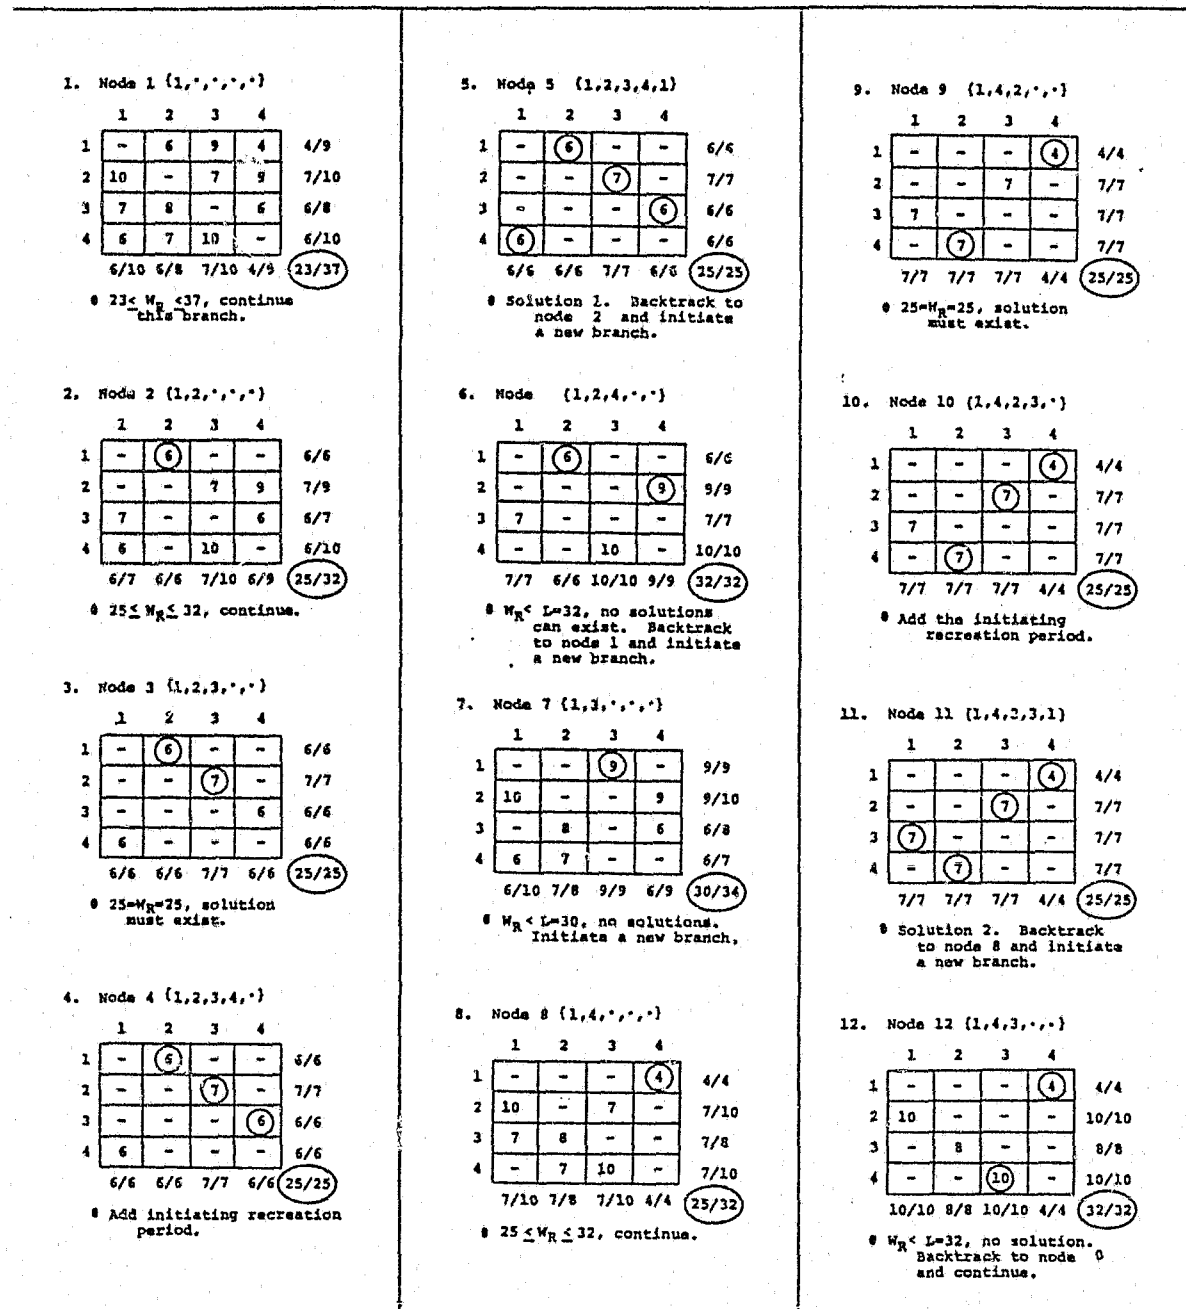 1. Node 1 {1,·,·,·,·}
1 2 3 4
1 - 6 9 4 4/9
2 10 - 7 9 7/10
3 7 8 - 6 6/8
4 6 7 10 - 6/10
6/10 6/8 7/10 4/9 23/37
23≤ W_R ≤37, continue
this branch.
2. Node 2 {1,2,·,·,·}
1 2 3 4
1 - 6 - - 6/6
2 - - 7 9 7/9
3 7 - - 6 6/7
4 6 - 10 - 6/10
6/7 6/6 7/10 6/9 25/32
25≤ W_R≤ 32, continue.
3. Node 3 {1,2,3,·,·}
1 2 3 4
1 - 6 - - 6/6
2 - - 7 - 7/7
3 - - - 6 6/6
4 6 - - - 6/6
6/6 6/6 7/7 6/6 25/25
25=W_R=25, solution
must exist.
4. Node 4 {1,2,3,4,·}
1 2 3 4
1 - 6 - - 6/6
2 - - 7 - 7/7
3 - - - 6 6/6
4 6 - - - 6/6
6/6 6/6 7/7 6/6 25/25
Add initiating recreation
period.
5. Node 5 {1,2,3,4,1}
1 2 3 4
1 - 6 - - 6/6
2 - - 7 - 7/7
3 - - - 6 6/6
4 6 - - - 6/6
6/6 6/6 7/7 6/6 25/25
Solution 1. Backtrack to
node 2 and initiate
a new branch.
6. Node {1,2,4,·,·}
1 2 3 4
1 - 6 - - 6/6
2 - - - 9 9/9
3 7 - - - 7/7
4 - - 10 - 10/10
7/7 6/6 10/10 9/9 32/32
W_R< L=32, no solutions
can exist. Backtrack
to node 1 and initiate
a new branch.
7. Node 7 {1,3,·,·,·}
1 2 3 4
1 - - 9 - 9/9
2 10 - - 9 9/10
3 - 8 - 6 6/8
4 6 7 - - 6/7
6/10 7/8 9/9 6/9 30/34
W_R< L=30, no solutions.
Initiate a new branch,
8. Node 8 {1,4,·,·,·}
1 2 3 4
1 - - - 4 4/4
2 10 - 7 - 7/10
3 7 8 - - 7/8
4 - 7 10 - 7/10
7/10 7/8 7/10 4/4 25/32
25 ≤W_R ≤32, continue.
9. Node 9 {1,4,2,·,·}
1 2 3 4
1 - - - 4 4/4
2 - - 7 - 7/7
3 7 - - - 7/7
4 - 7 - - 7/7
7/7 7/7 7/7 4/4 25/25
25=W_R=25, solution
must exist.
10. Node 10 {1,4,2,3,·}
1 2 3 4
1 - - - 4 4/4
2 - - 7 - 7/7
3 7 - - - 7/7
4 - 7 - - 7/7
7/7 7/7 7/7 4/4 25/25
Add the initiating
recreation period.
11. Node 11 {1,4,2,3,1}
1 2 3 4
1 - - - 4 4/4
2 - - 7 - 7/7
3 7 - - - 7/7
4 - 7 - - 7/7
7/7 7/7 7/7 4/4 25/25
Solution 2. Backtrack
to node 8 and initiate
a new branch.
12. Node 12 {1,4,3,·,·}
1 2 3 4
1 - - - 4 4/4
2 10 - - - 10/10
3 - 8 - - 8/8
4 - - 10 - 10/10
10/10 8/8 10/10 4/4 32/32
W_R< L=32, no solution.
Backtrack to node 0
and continue.